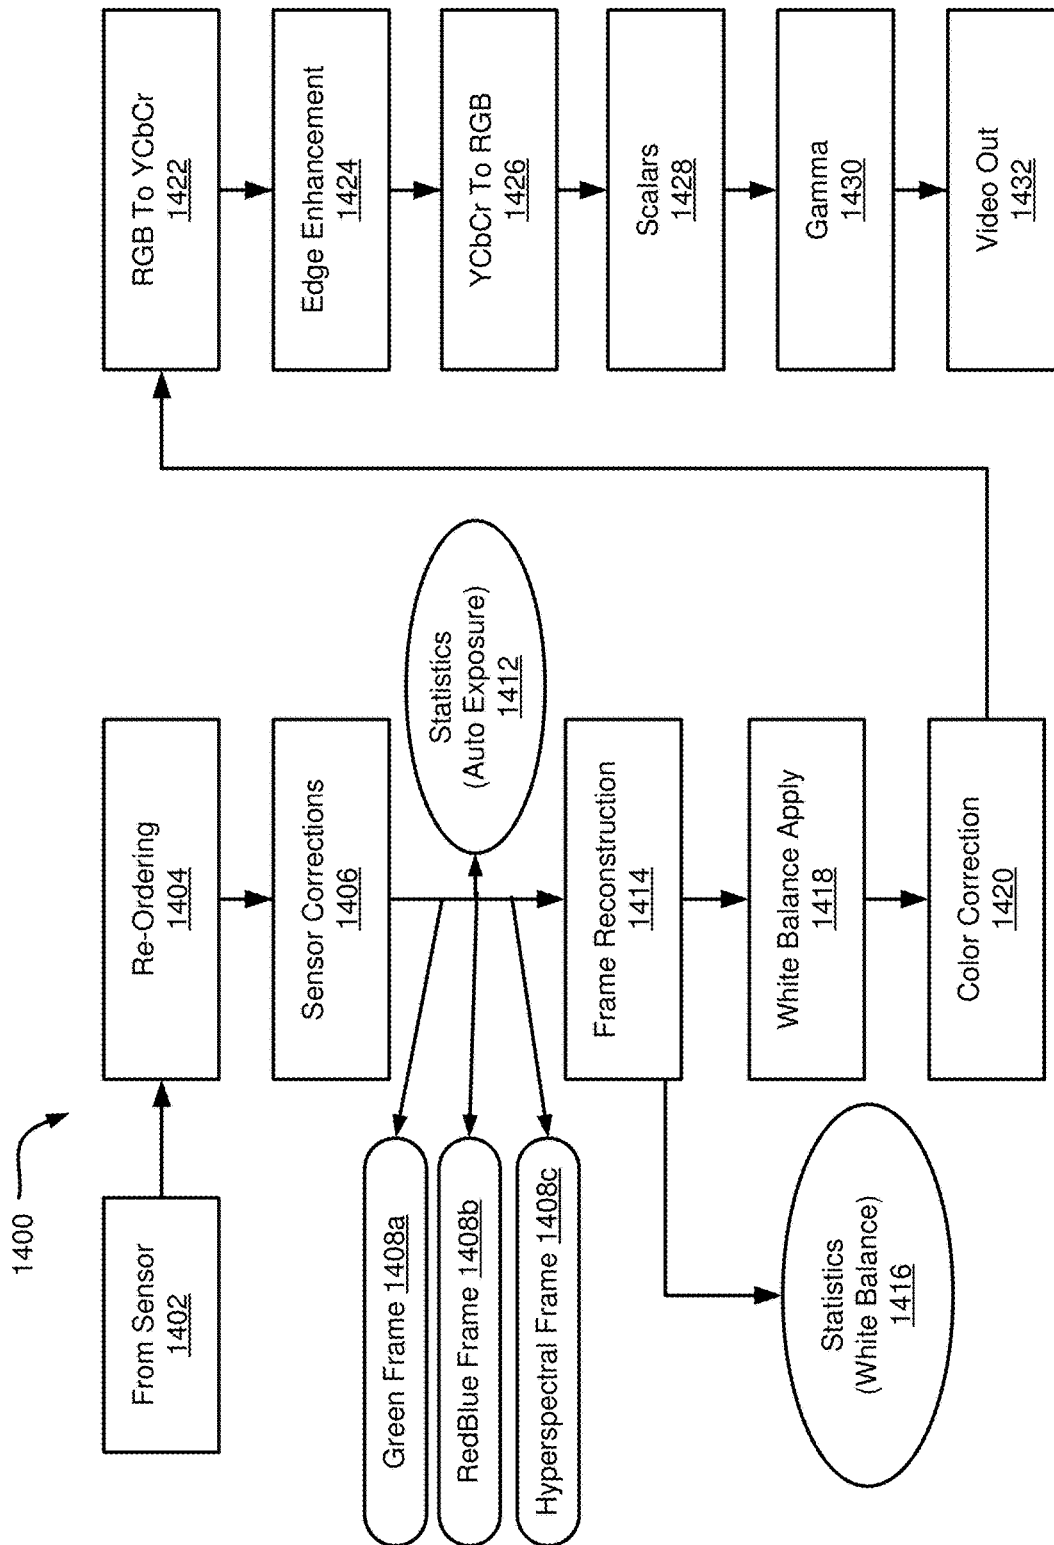 1400
From Sensor
1402
Re-Ordering
1404
Sensor Corrections
1406
Green Frame 1408a
RedBlue Frame 1408b
Hyperspectral Frame 1408c
Statistics
(Auto Exposure)
1412
Frame Reconstruction
1414
Statistics
(White Balance)
1416
White Balance Apply
1418
Color Correction
1420
RGB To YCbCr
1422
Edge Enhancement
1424
YCbCr To RGB
1426
Scalars
1428
Gamma
1430
Video Out
1432